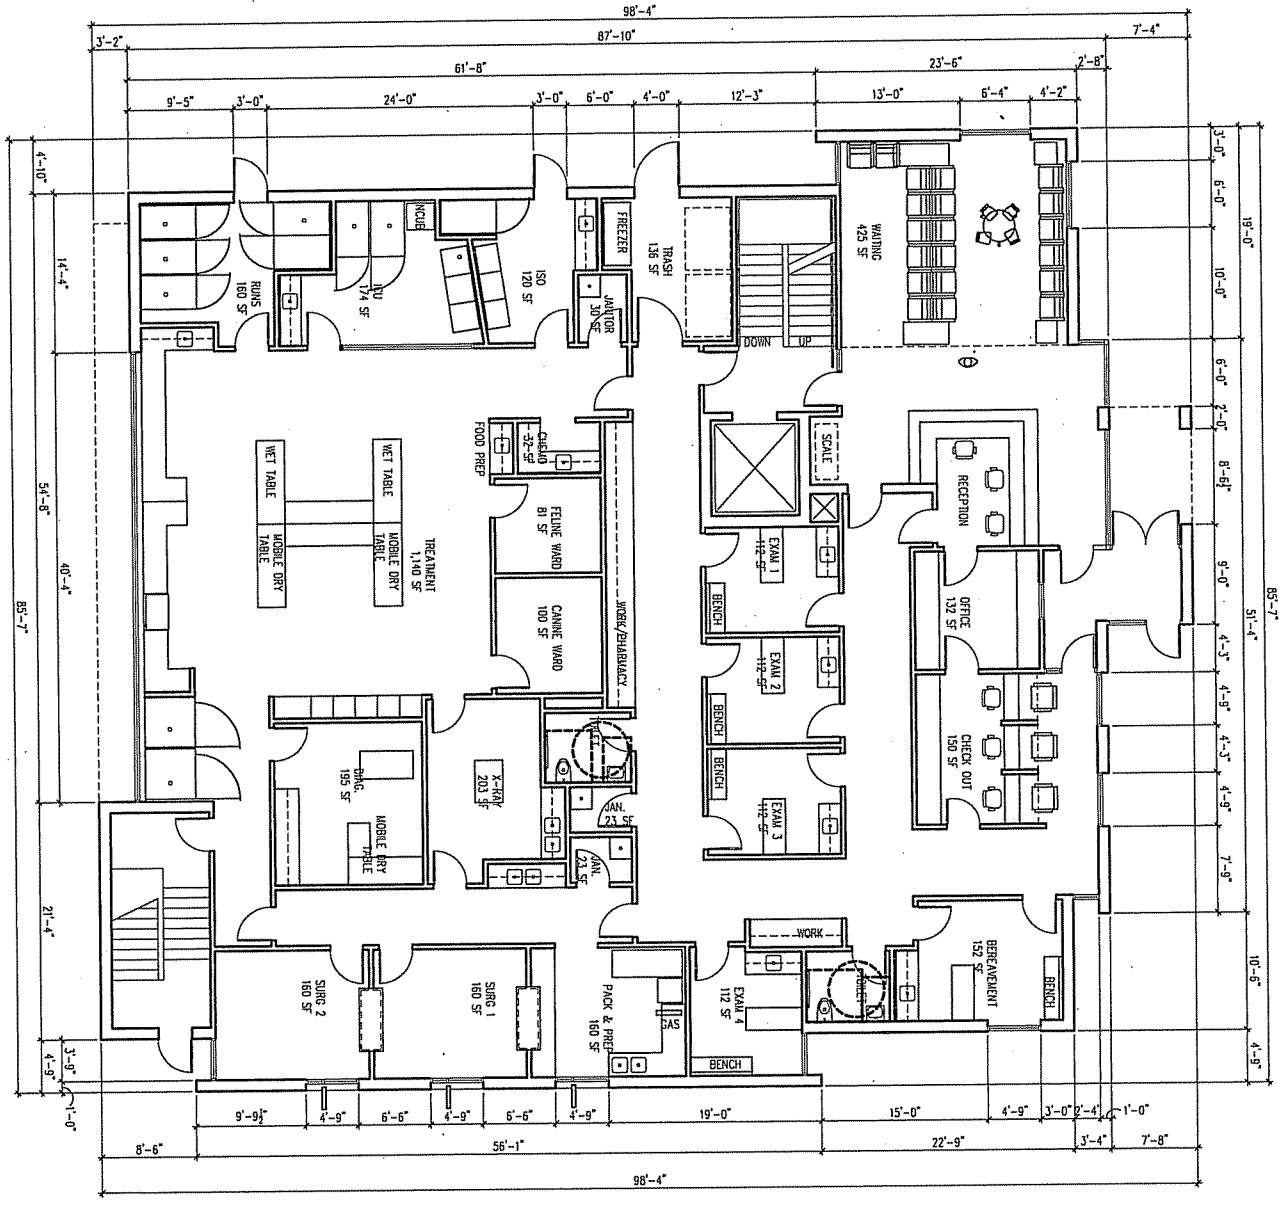 98'-4"
3'-2"
87'-10"
7'-4"
61'-8"
23'-6"
2'-8"
9'-5"
3'-0"
24'-0"
3'-0"
6'-0"
4'-0"
12'-3"
13'-0"
6'-4"
4'-2"
4'-10"
14'-4"
54'-8"
40'-4"
85'-7"
21'-4"
3'-9"
4'-9"
1'-0"
3'-0"
6'-0"
19'-0"
10'-0"
6'-0"
2'-0"
8'-6½"
9'-0"
85'-7"
51'-4"
4'-3"
4'-9"
4'-3"
4'-9"
7'-9"
10'-6"
4'-9"
RUNS
160 SF
INCUB
ICU
174 SF
ISO
120 SF
FREEZER
JANITOR
30 SF
TRASH
136 SF
DOWN
UP
WAITING
425 SF
SCALE
RECEPTION
FOOD PREP
CHEMO
32 SF
WET TABLE
WET TABLE
MOBILE DRY
TABLE
MOBILE DRY
TABLE
TREATMENT
1,140 SF
FELINE WARD
81 SF
CANINE WARD
100 SF
WORK/PHARMACY
EXAM 1
112 SF
BENCH
EXAM 2
112 SF
BENCH
BENCH
EXAM 3
112 SF
OFFICE
132 SF
CHECK OUT
150 SF
DIAG.
195 SF
MOBILE DRY
TABLE
X-RAY
203 SF
TOILET
JAN.
23 SF
JAN.
23 SF
SURG 2
160 SF
SURG 1
160 SF
PACK & PREP
160 SF
GAS
EXAM 4
112 SF
BENCH
WORK
TOILET
BEREAVEMENT
152 SF
BENCH
9'-9½"
4'-9"
6'-6"
4'-9"
6'-6"
4'-9"
19'-0"
15'-0"
4'-9"
3'-0"
2'-4"
1'-0"
8'-6"
56'-1"
22'-9"
3'-4"
7'-8"
98'-4"